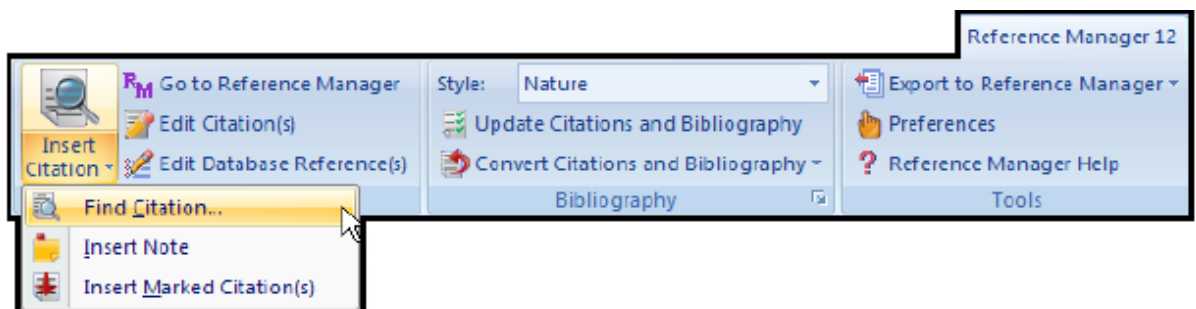 Reference Manager 12
Insert
Citation
RM Go to Reference Manager
Edit Citation(s)
Edit Database Reference(s)
Style: Nature
Update Citations and Bibliography
Convert Citations and Bibliography
Bibliography
Export to Reference Manager
Preferences
? Reference Manager Help
Tools
Find Citation...
Insert Note
Insert Marked Citation(s)